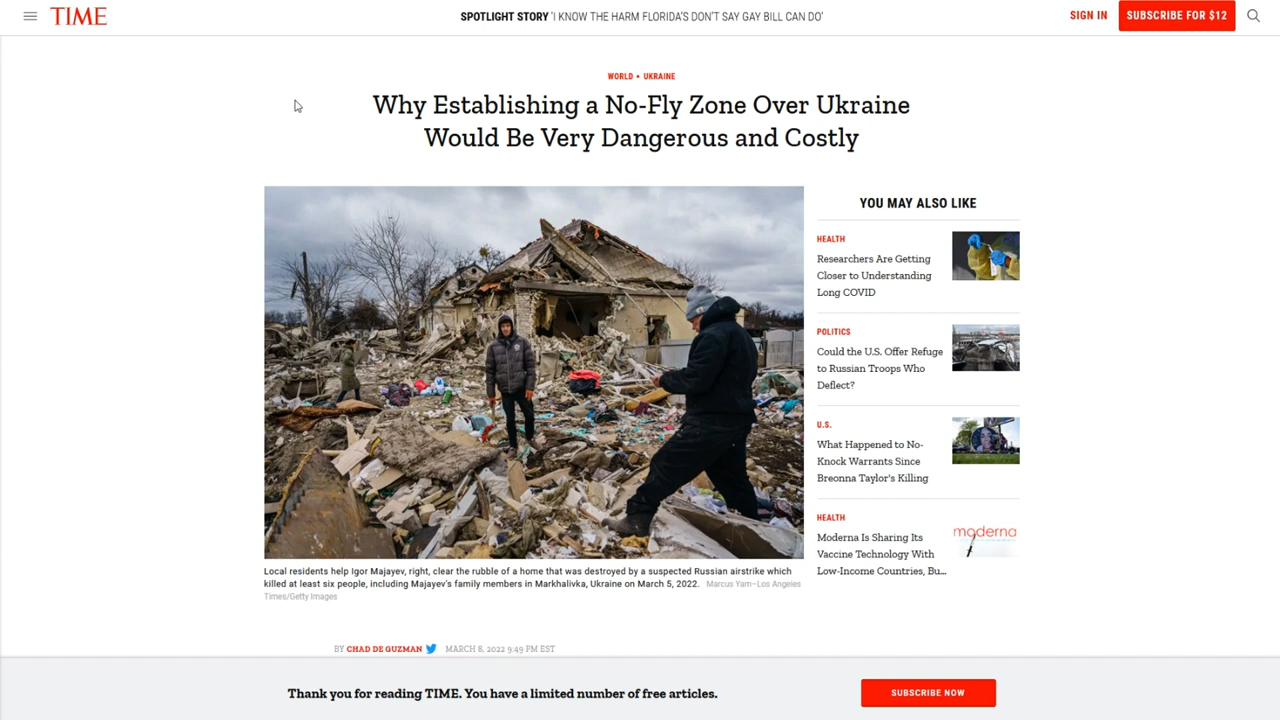 TIME
SPOTLIGHT STORY 'I KNOW THE HARM FLORIDA'S DON'T SAY GAY BILL CAN DO'
SIGN IN
SUBSCRIBE FOR $12
WORLD • UKRAINE
Why Establishing a No-Fly Zone Over Ukraine
Would Be Very Dangerous and Costly
Local residents help Igor Majayev, right, clear the rubble of a home that was destroyed by a suspected Russian airstrike which
killed at least six people, including Majayev's family members in Markhalivka, Ukraine on March 5, 2022. Marcus Yam–Los Angeles
Times/Getty Images
YOU MAY ALSO LIKE
HEALTH
Researchers Are Getting
Closer to Understanding
Long COVID
POLITICS
Could the U.S. Offer Refuge
to Russian Troops Who
Deflect?
U.S.
What Happened to No-
Knock Warrants Since
Breonna Taylor's Killing
HEALTH
Moderna Is Sharing Its
Vaccine Technology With
Low-Income Countries, Bu...
moderna
BY CHAD DE GUZMAN MARCH 8, 2022 9:49 PM EST
Thank you for reading TIME. You have a limited number of free articles.
SUBSCRIBE NOW